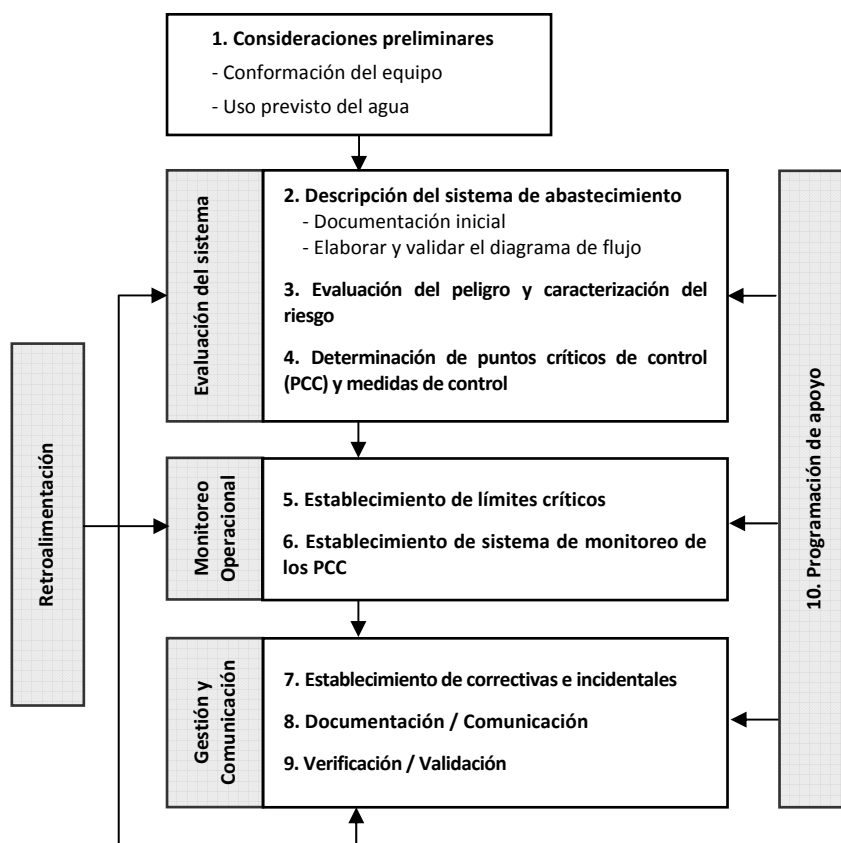 1. Consideraciones preliminares
- Conformación del equipo
- Uso previsto del agua
Evaluación del sistema
2. Descripción del sistema de abastecimiento
- Documentación inicial
- Elaborar y validar el diagrama de flujo
3. Evaluación del peligro y caracterización del
riesgo
4. Determinación de puntos críticos de control
(PCC) y medidas de control
Retroalimentación
Monitoreo
Operacional
5. Establecimiento de límites críticos
6. Establecimiento de sistema de monitoreo de
los PCC
10. Programación de apoyo
Gestión y
Comunicación
7. Establecimiento de correctivas e incidentales
8. Documentación / Comunicación
9. Verificación / Validación